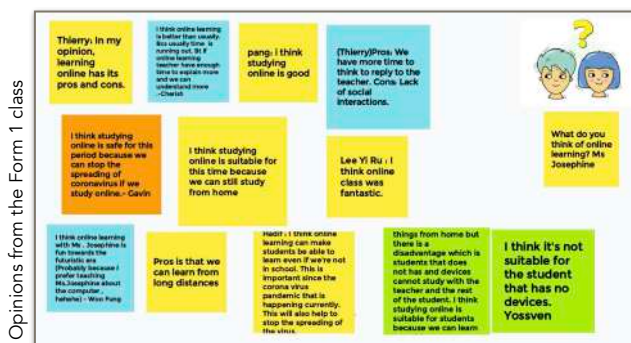 Opinions from the Form 1 class
Thierry: In my
opinion,
learning
online has its
pros and cons.
I think online learning
is better than usually.
Bcs usually time is
running out. Bt if
online learning
teacher have enough
time to explain more
and we can
understand more
.-Cherish
pang: i think
studying
online is good
(Thierry)Pros: We
have more time to
think to reply to the
teacher. Cons: Lack
of social
interactions.
What do you
think of online
learning? Ms
Josephine
I think studying
online is safe for this
period because we
can stop the
spreading of
coronavirus if we
study online.- Gavin
I think studying
online is suitable for
this time because
we can still study
from home
Lee Yi Ru : I
think online
class was
fantastic.
I think online learning
with Ms . Josephine is
fun towards the
futuristic era
(Probably because I
prefer teaching
Ms.Josephine about
the computer ,
hehehe) - Woo Pung
Pros is that we
can learn from
long distances
Hadif : I think online
learning can make
students be able to
learn even if we're not
in school. This is
important since the
corona virus
pandemic that is
happening currently.
This will also help to
stop the spreading of
the virus.
things from home but
there is a
disadvantage which is
students that does
not has and devices
cannot study with the
teacher and the rest
of the student. I think
studying online is
suitable for students
because we can learn
I think it's not
suitable for
the student
that has no
devices.
Yossven